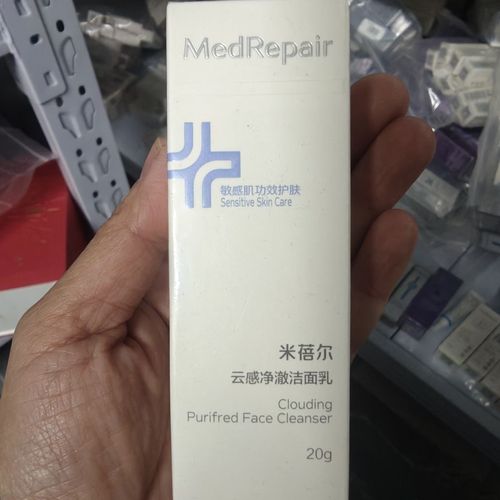 MedRepair
敏感肌功效护肤
Sensitive Skin Care
米蓓尔
云感净澈洁面乳
Clouding
Purifred Face Cleanser
20g